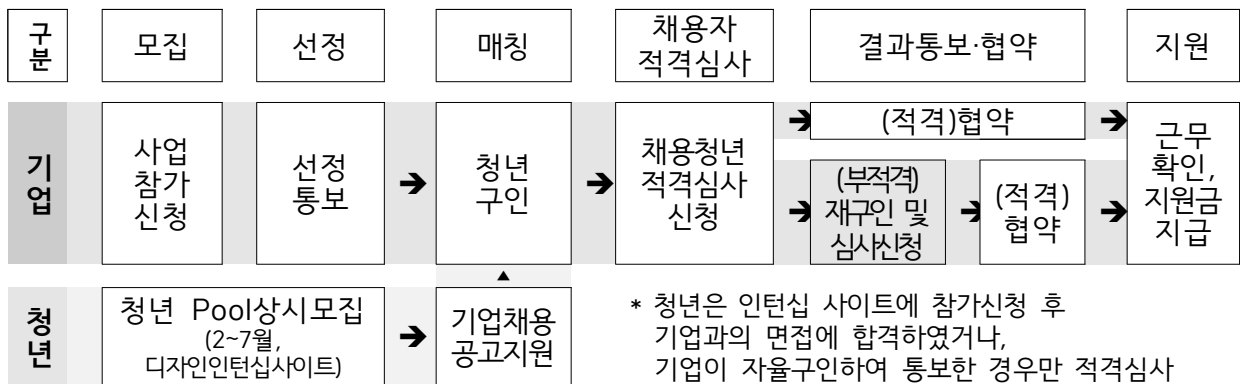 구분
모집
선정
매칭
채용자
적격심사
결과통보·협약
지원
기업
사업
참가
신청
선정
통보
➔
청년
구인
➔
채용청년
적격심사
신청
➔
(적격)협약
➔
➔
(부적격)
재구인 및
심사신청
➔
(적격)
협약
➔
근무
확인,
지원금
지급
▲
청년
청년 Pool상시모집
(2~7월,
디자인인턴십사이트)
➔
기업채용
공고지원
* 청년은 인턴십 사이트에 참가신청 후
기업과의 면접에 합격하였거나,
기업이 자율구인하여 통보한 경우만 적격심사